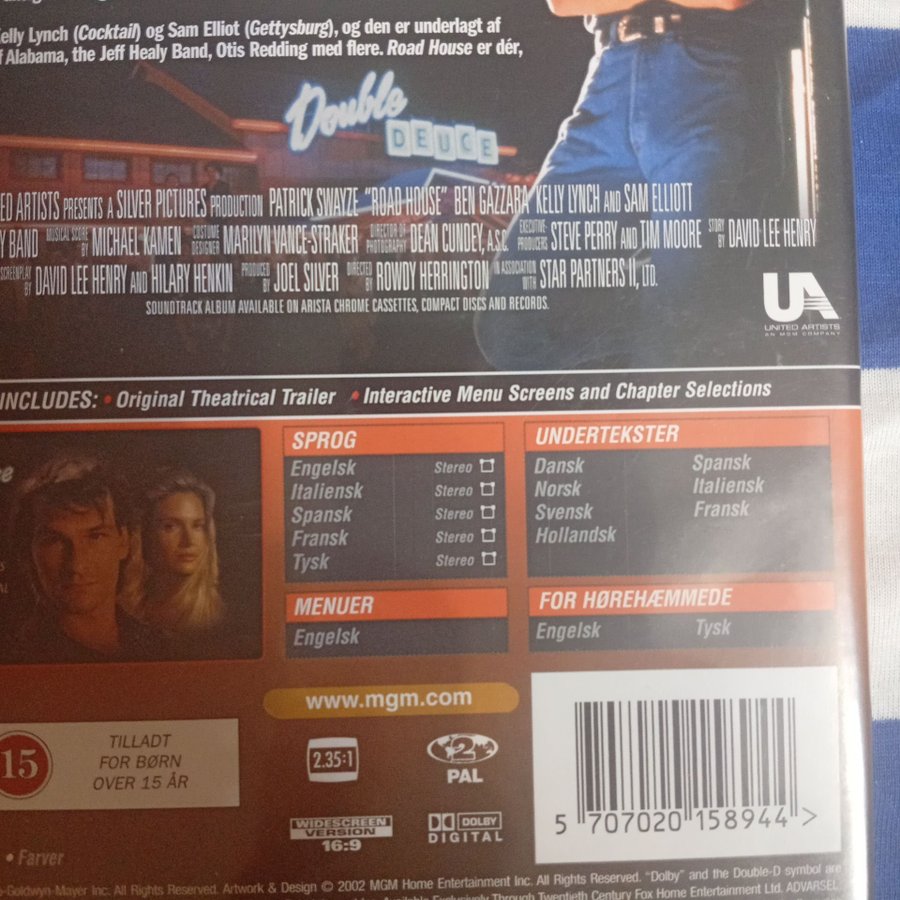 elly Lynch (Cocktail) og Sam Elliot (Gettysburg), og den er underlagt af
f Alabama, the Jeff Healy Band, Otis Redding med flere. Road House er dér,
Double
DEUCE
ED ARTISTS PRESENTS A SILVER PICTURES PRODUCTION PATRICK SWAYZE "ROAD HOUSE" BEN GAZZARA KELLY LYNCH AND SAM ELLIOTT
Y BAND MUSICAL SCORE BY MICHAEL KAMEN COSTUME DESIGNER MARILYN VANCE-STRAKER DIRECTOR OF PHOTOGRAPHY DEAN CUNDEY, A.S.C. EXECUTIVE PRODUCERS STEVE PERRY AND TIM MOORE STORY BY DAVID LEE HENRY
SCREENPLAY BY DAVID LEE HENRY AND HILARY HENKIN PRODUCED BY JOEL SILVER DIRECTED BY ROWDY HERRINGTON IN ASSOCIATION WITH STAR PARTNERS II, LTD.
SOUNDTRACK ALBUM AVAILABLE ON ARISTA CHROME CASSETTES, COMPACT DISCS AND RECORDS.
UA
UNITED ARTISTS
AN MGM COMPANY
INCLUDES: • Original Theatrical Trailer • Interactive Menu Screens and Chapter Selections
SPROG
Engelsk Stereo
Italiensk Stereo
Spansk Stereo
Fransk Stereo
Tysk Stereo
UNDERTEKSTER
Dansk Spansk
Norsk Italiensk
Svensk Fransk
Hollandsk
MENUER
Engelsk
FOR HØREHÆMMEDE
Engelsk Tysk
www.mgm.com
15
TILLADT
FOR BØRN
OVER 15 ÅR
2.35:1
2
PAL
WIDESCREEN
VERSION
16:9
DOLBY
DIGITAL
5 707020 158944 >
• Farver
-Goldwyn-Mayer Inc. All Rights Reserved. Artwork & Design © 2002 MGM Home Entertainment Inc. All Rights Reserved. "Dolby" and the Double-D symbol are
Available Exclusively Through Twentieth Century Fox Home Entertainment Ltd. ADVARSEL